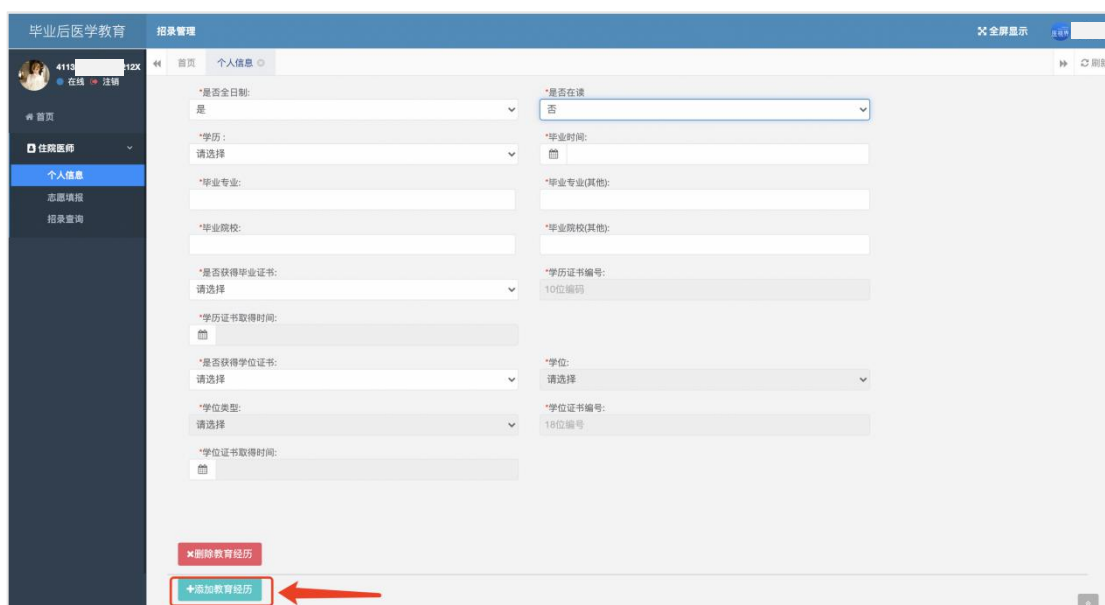 毕业后医学教育 招录管理 全屏显示
4113 212X
在线 注销
首页 个人信息
首页
住院医师
个人信息
志愿填报
招录查询
*是否全日制: *是否在读
是 否
*学历 : *毕业时间:
请选择
*毕业专业: *毕业专业(其他):
*毕业院校: *毕业院校(其他):
*是否获得毕业证书: *学历证书编号:
请选择 10位编码
*学历证书取得时间:
*是否获得学位证书: *学位:
请选择 请选择
*学位类型: *学位证书编号:
请选择 18位编号
*学位证书取得时间:
删除教育经历
添加教育经历